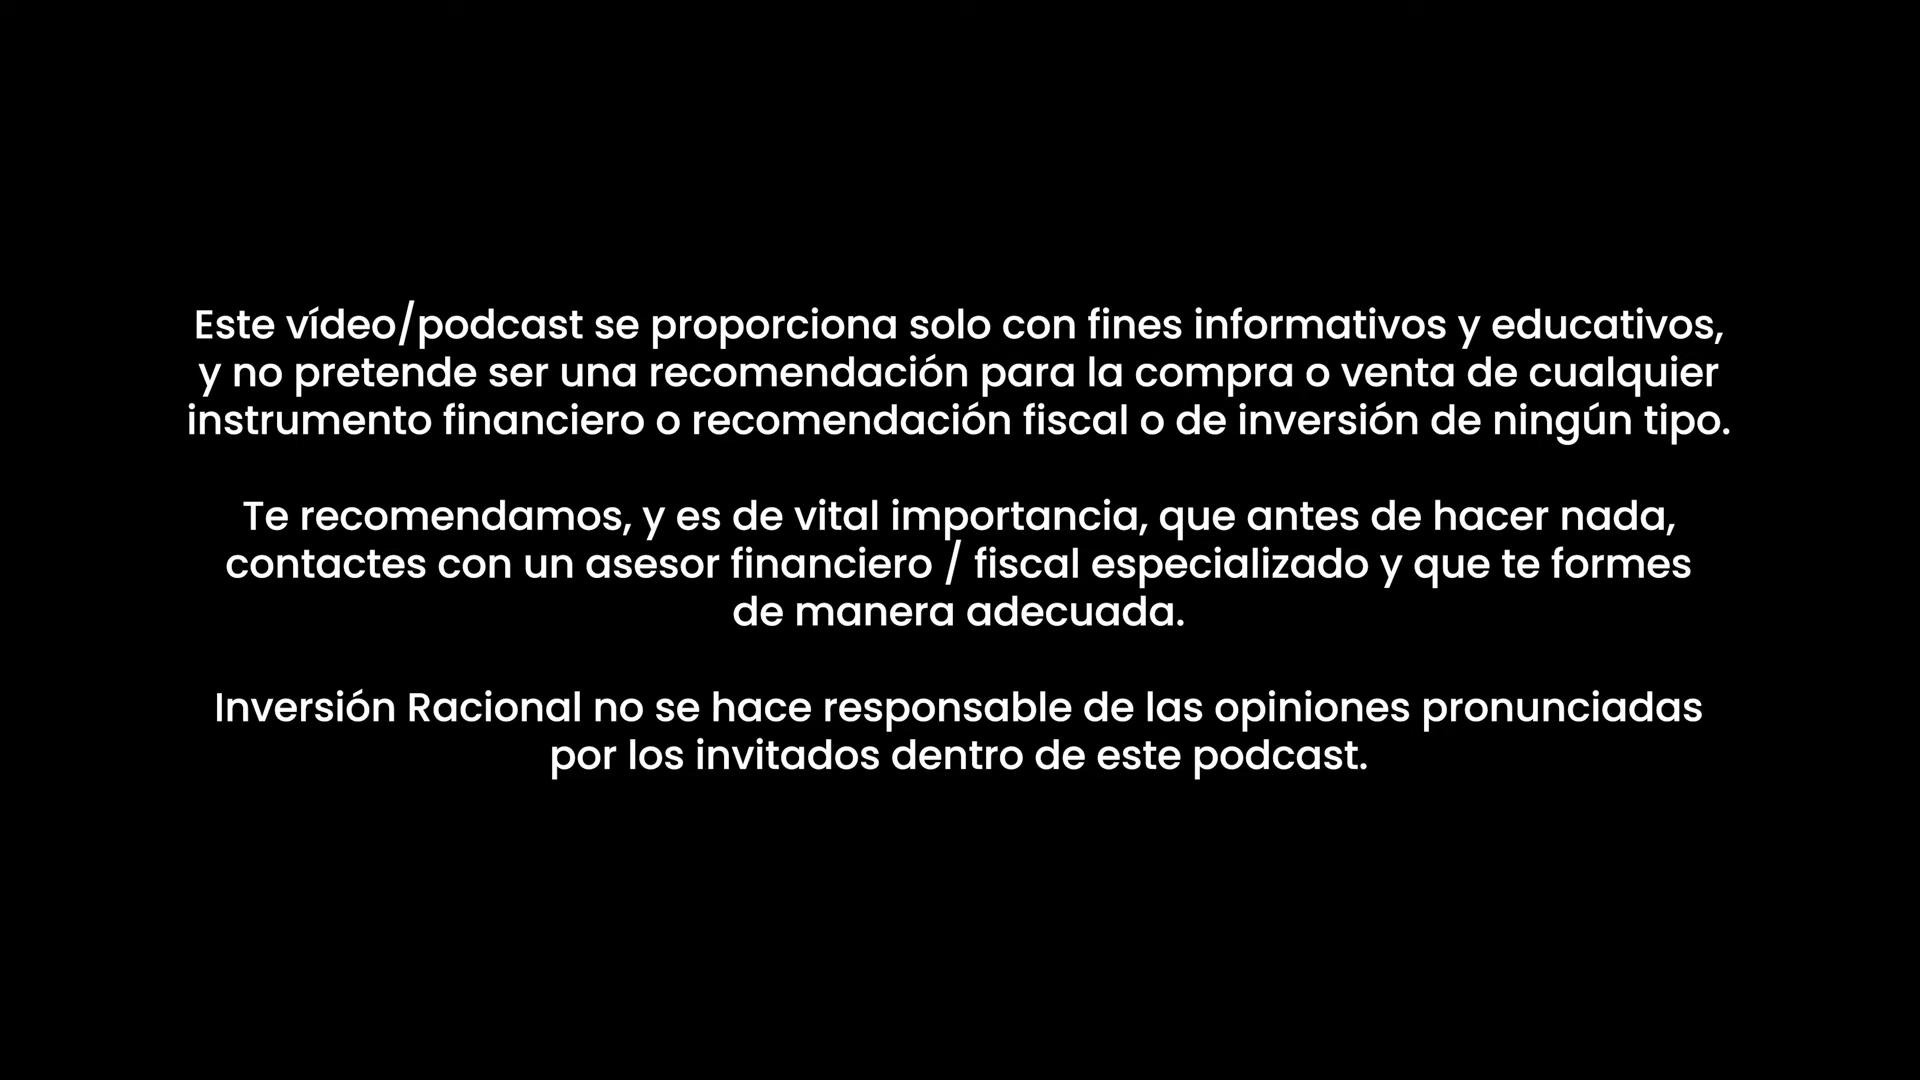 Este vídeo/podcast se proporciona solo con fines informativos y educativos,
y no pretende ser una recomendación para la compra o venta de cualquier
instrumento financiero o recomendación fiscal o de inversión de ningún tipo.
Te recomendamos, y es de vital importancia, que antes de hacer nada,
contactes con un asesor financiero / fiscal especializado y que te formes
de manera adecuada.
Inversión Racional no se hace responsable de las opiniones pronunciadas
por los invitados dentro de este podcast.